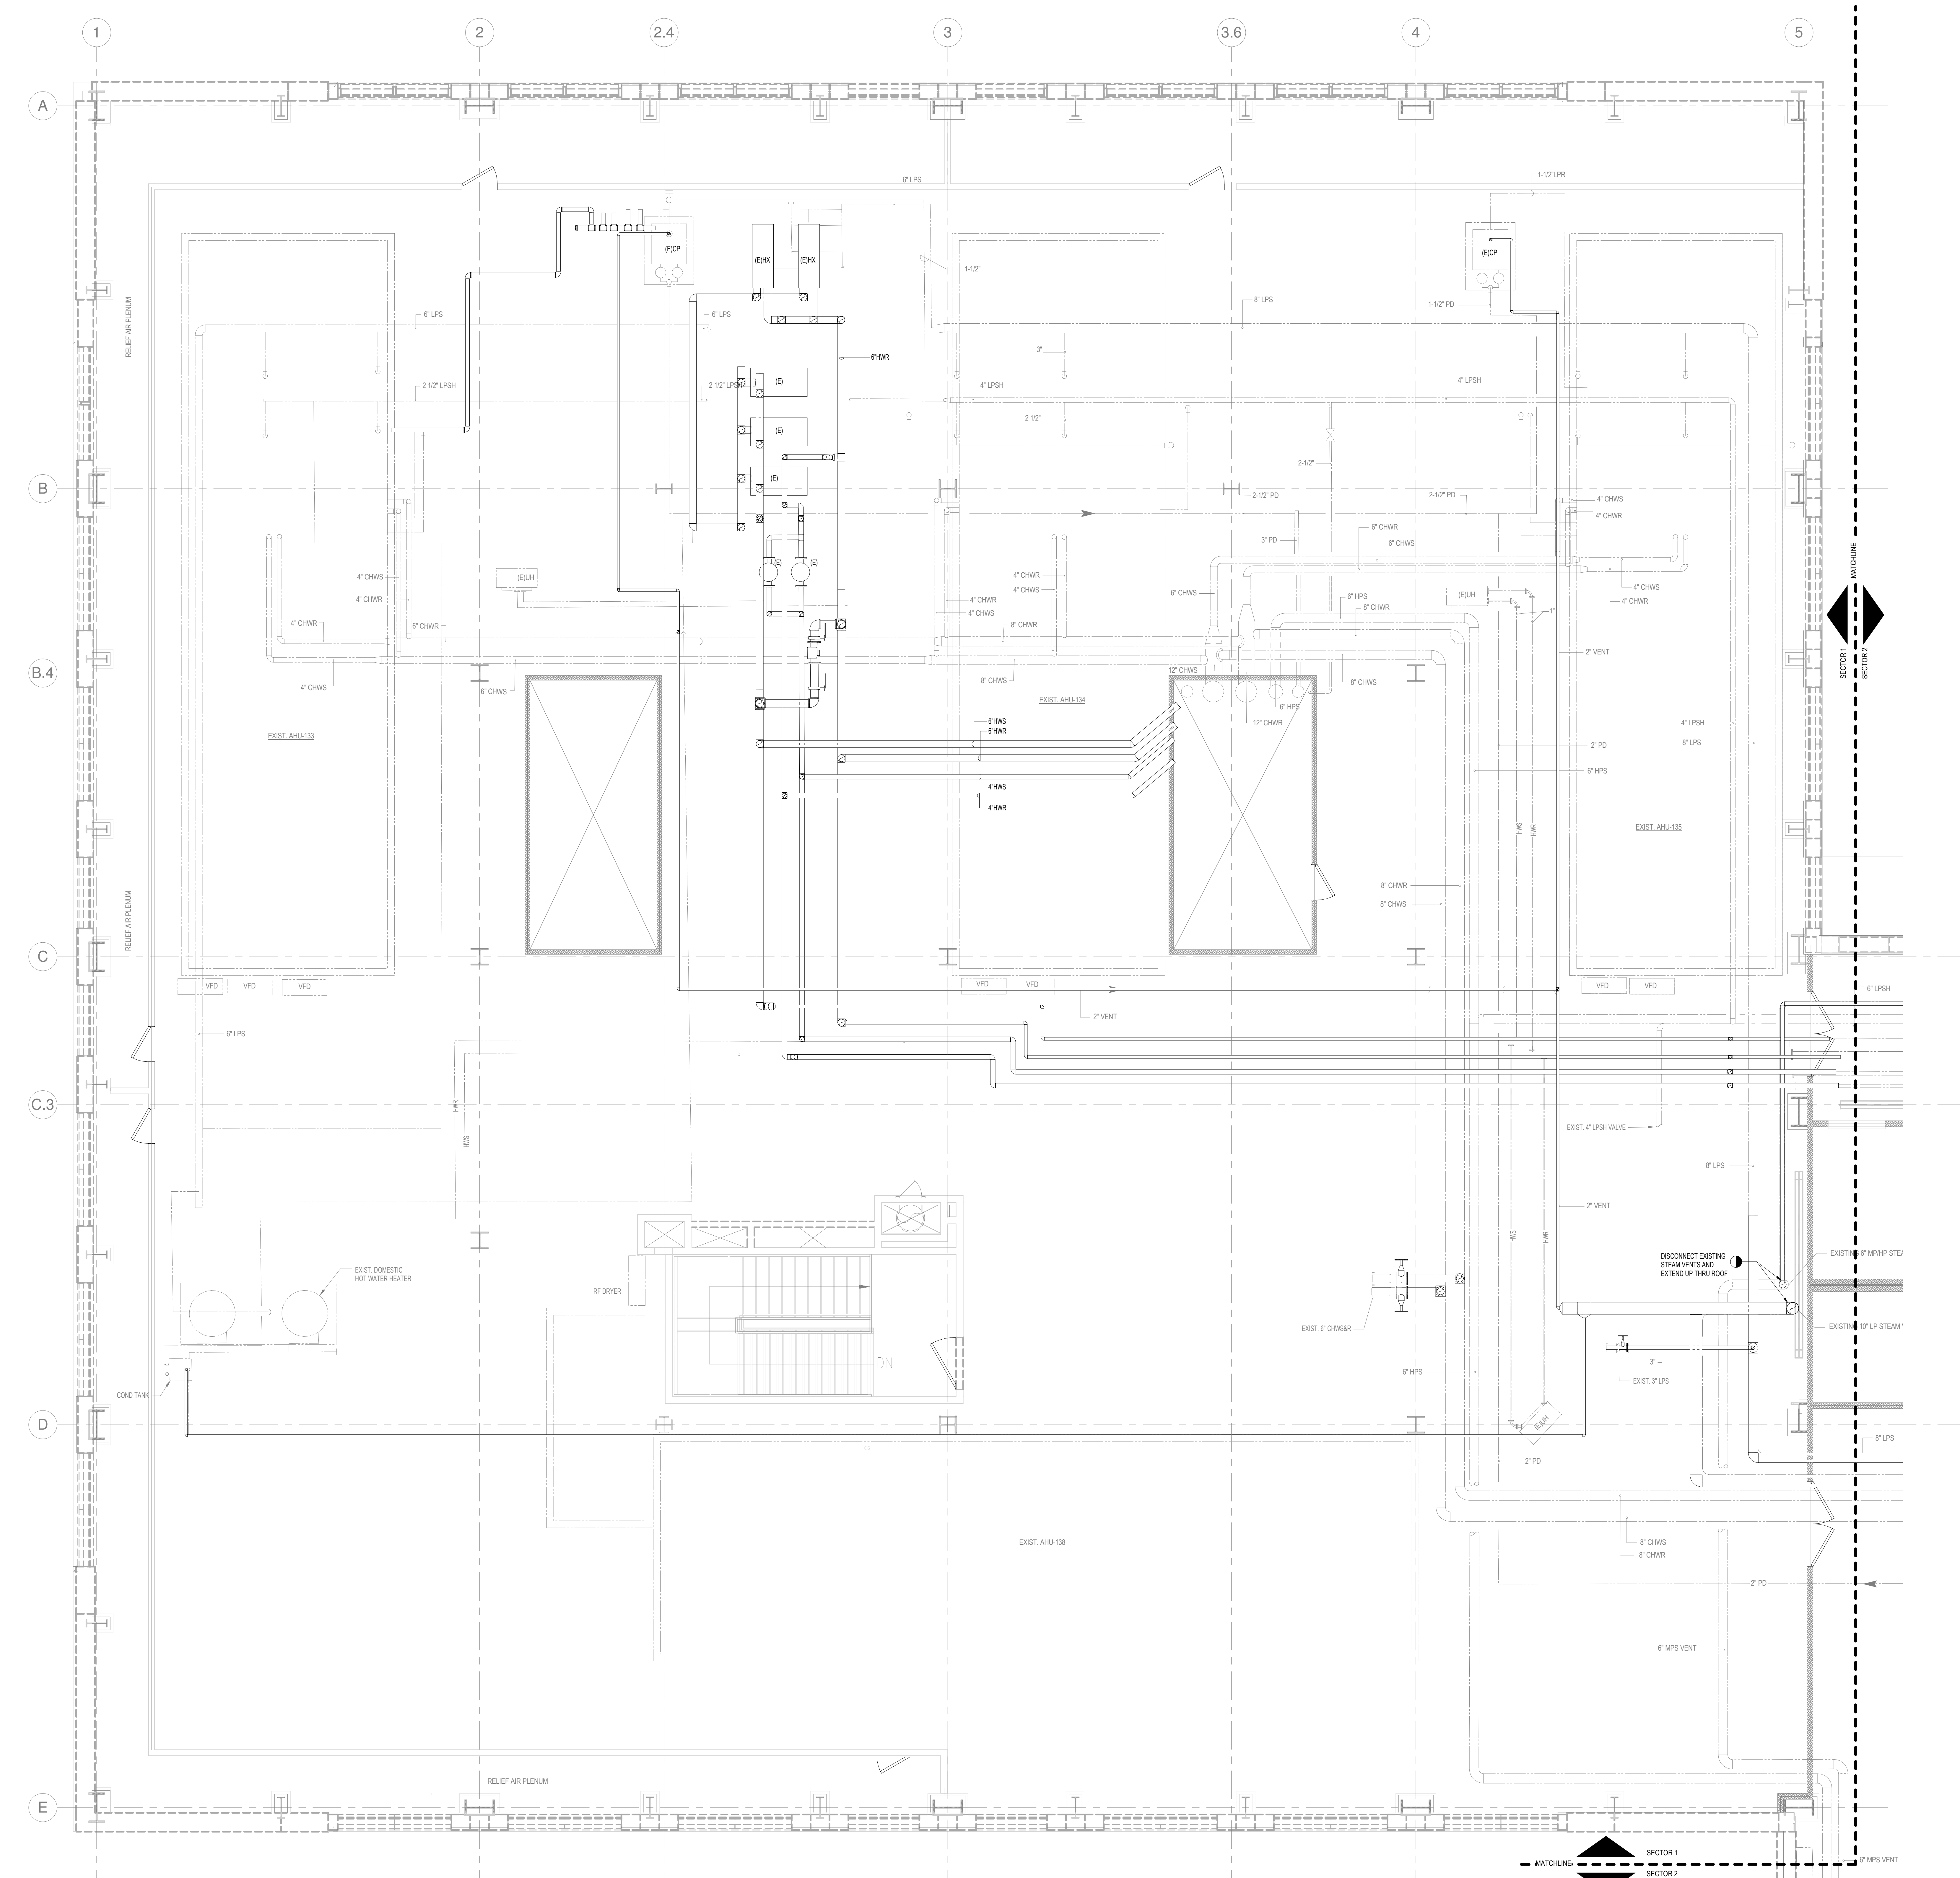 1
2
2.4
3
3.6
4
5
A
6" LPS
1-1/2"LPR
(E)CP
(E)HX
(E)HX
(E)CP
1-1/2"
RELIEF AIR PLENUM
8" LPS
1-1/2" PD
6" LPS
6" LPS
3"
6"HWR
(E)
2 1/2" LPSH
2 1/2" LPSH
4" LPSH
4" LPSH
2 1/2"
(E)
2-1/2"
(E)
B
2-1/2" PD
2-1/2" PD
4" CHWS
4" CHWR
6" CHWR
3" PD
6" CHWS
MATCHLINE
(E)
(E)
4" CHWS
(E)UH
4" CHWR
4" CHWS
4" CHWS
4" CHWR
6" CHWS
(E)UH
4" CHWR
4" CHWR
6" HPS
4" CHWS
8" CHWR
1"
4" CHWR
6" CHWR
8" CHWR
2" VENT
SECTOR 1
SECTOR 2
B.4
12" CHWS
4" CHWS
6" CHWS
8" CHWS
8" CHWS
EXIST. AHU-134
6" HPS
6"HWS
12" CHWR
4" LPSH
6"HWR
EXIST. AHU-133
8" LPS
2" PD
6" HPS
4"HWS
4"HWR
HWS
HWR
EXIST. AHU-135
8" CHWR
8" CHWS
RELIEF AIR PLENUM
C
VFD
VFD
VFD
VFD
VFD
VFD
VFD
6" LPSH
2" VENT
6" LPS
C.3
HWR
HWS
EXIST. 4" LPSH VALVE
8" LPS
2" VENT
HWS
HWR
DISCONNECT EXISTING
STEAM VENTS AND
EXTEND UP THRU ROOF
EXISTING 6" MP/HP STEA
EXIST. DOMESTIC
HOT WATER HEATER
RF DRYER
EXIST. 6" CHWS&R
EXISTING 10" LP STEAM
DN
3"
6" HPS
EXIST. 3" LPS
COND TANK
D
(E)UH
8" LPS
2" PD
EXIST. AHU-138
8" CHWS
8" CHWR
2" PD
6" MPS VENT
RELIEF AIR PLENUM
E
SECTOR 1
MATCHLINE
6" MPS VENT
SECTOR 2